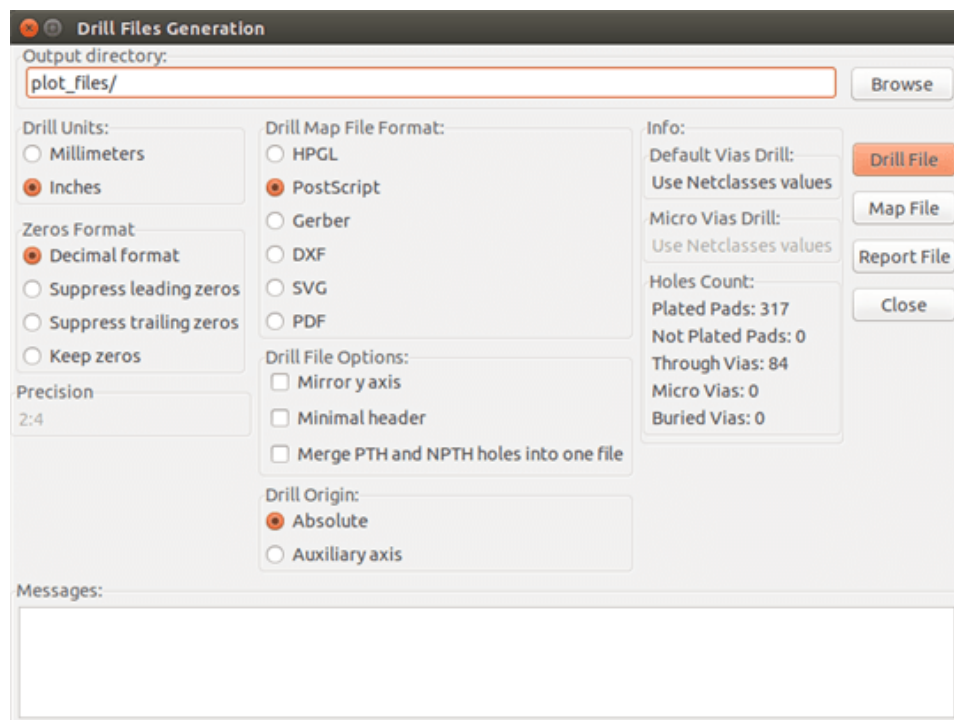 Drill Files Generation
Output directory:
plot_files/
Browse
Drill Units:
Millimeters
Inches
Zeros Format
Decimal format
Suppress leading zeros
Suppress trailing zeros
Keep zeros
Precision
2:4
Drill Map File Format:
HPGL
PostScript
Gerber
DXF
SVG
PDF
Drill File Options:
Mirror y axis
Minimal header
Merge PTH and NPTH holes into one file
Drill Origin:
Absolute
Auxiliary axis
Info:
Default Vias Drill:
Use Netclasses values
Micro Vias Drill:
Use Netclasses values
Holes Count:
Plated Pads: 317
Not Plated Pads: 0
Through Vias: 84
Micro Vias: 0
Buried Vias: 0
Drill File
Map File
Report File
Close
Messages: